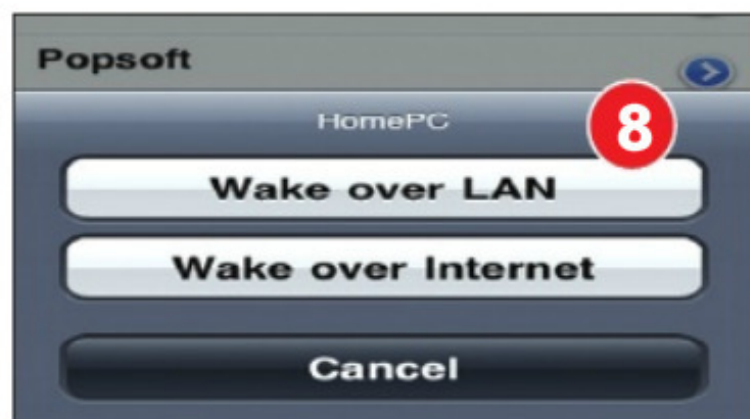 Popsoft
HomePC
8
Wake over LAN
Wake over Internet
Cancel